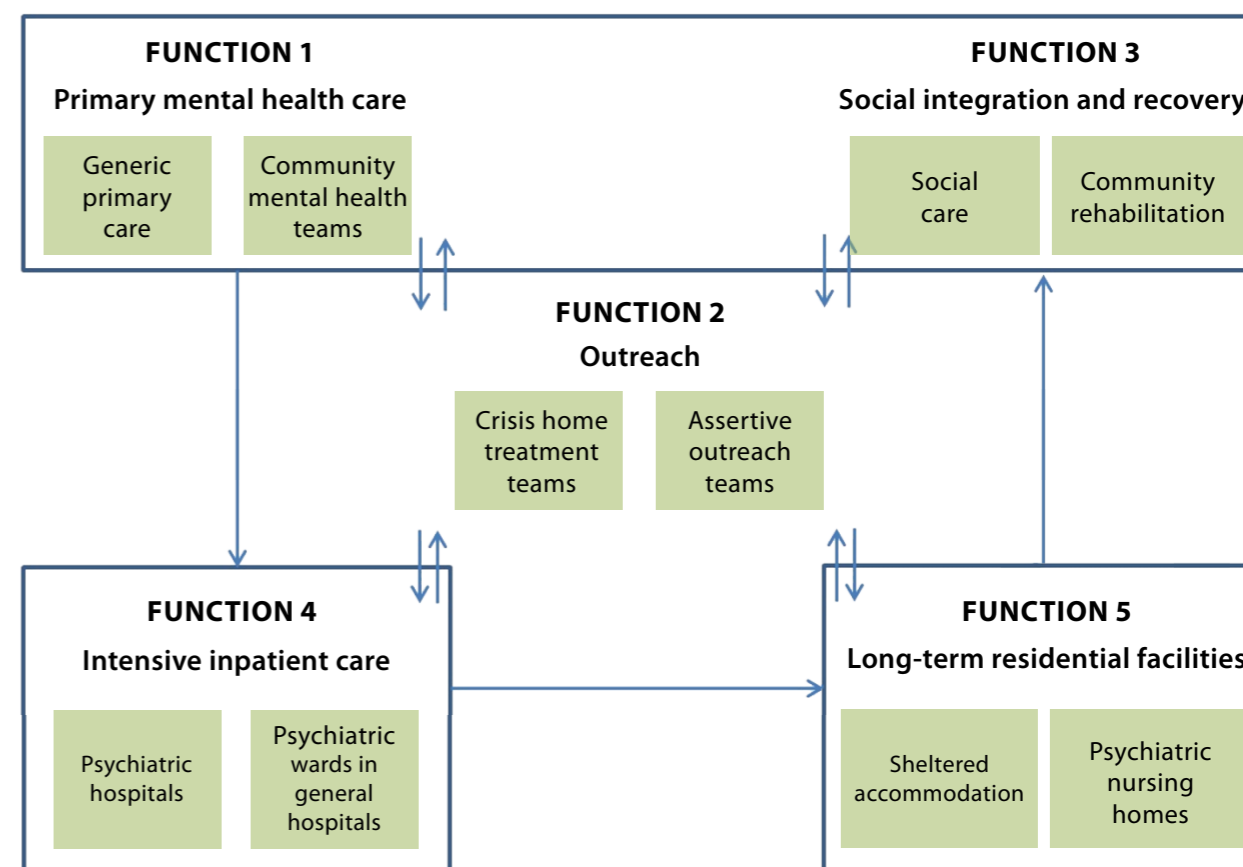 FUNCTION 1
Primary mental health care
Generic
primary
care
Community
mental health
teams
FUNCTION 3
Social integration and recovery
Social
care
Community
rehabilitation
FUNCTION 2
Outreach
Crisis home
treatment
teams
Assertive
outreach
teams
FUNCTION 4
Intensive inpatient care
Psychiatric
hospitals
Psychiatric
wards in
general
hospitals
FUNCTION 5
Long-term residential facilities
Sheltered
accommodation
Psychiatric
nursing
homes